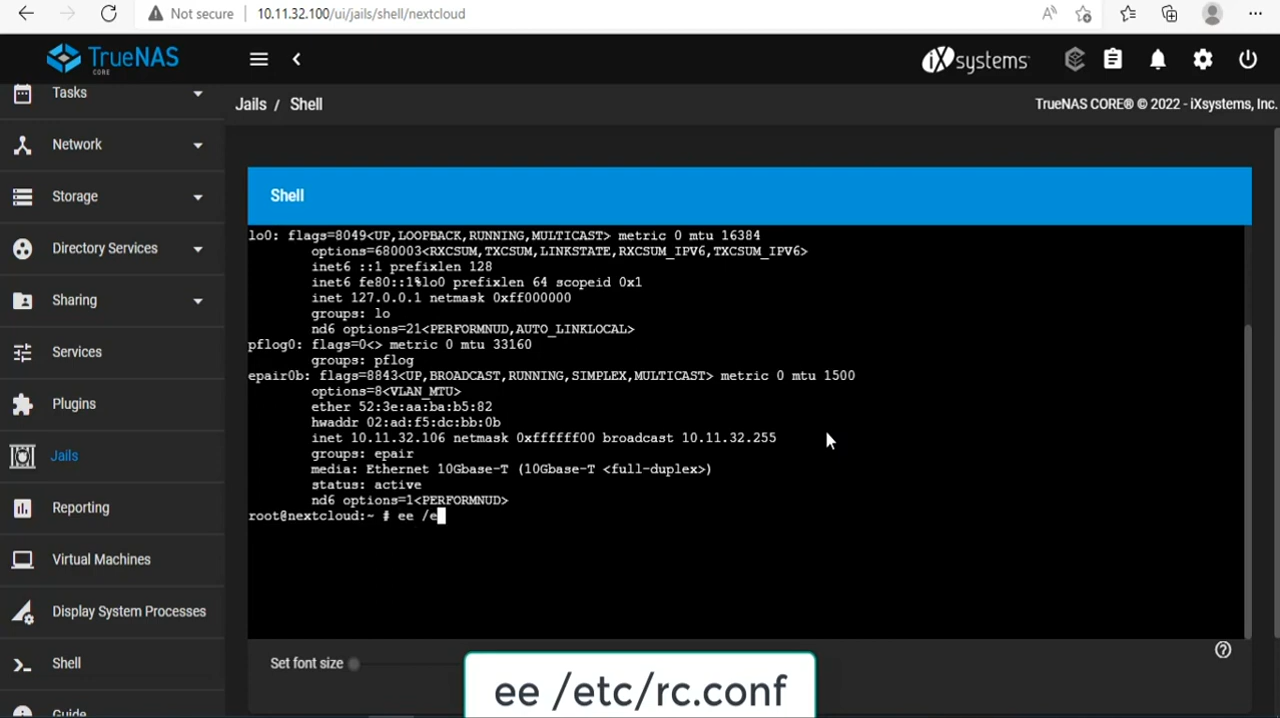 Not secure
10.11.32.100/ui/jails/shell/nextcloud
TrueNAS
CORE
iXsystems
Tasks
Jails / Shell
TrueNAS CORE® © 2022 - iXsystems, Inc.
Network
Storage
Directory Services
Sharing
Services
Plugins
Jails
Reporting
Virtual Machines
Display System Processes
Shell
Guide
Shell
lo0: flags=8049<UP,LOOPBACK,RUNNING,MULTICAST> metric 0 mtu 16384
options=680003<RXCSUM,TXCSUM,LINKSTATE,RXCSUM_IPV6,TXCSUM_IPV6>
inet6 ::1 prefixlen 128
inet6 fe80::1%lo0 prefixlen 64 scopeid 0x1
inet 127.0.0.1 netmask 0xff000000
groups: lo
nd6 options=21<PERFORMNUD,AUTO_LINKLOCAL>
pflog0: flags=0<> metric 0 mtu 33160
groups: pflog
epair0b: flags=8843<UP,BROADCAST,RUNNING,SIMPLEX,MULTICAST> metric 0 mtu 1500
options=8<VLAN_MTU>
ether 52:3e:aa:ba:b5:82
hwaddr 02:ad:f5:dc:bb:0b
inet 10.11.32.106 netmask 0xffffff00 broadcast 10.11.32.255
groups: epair
media: Ethernet 10Gbase-T (10Gbase-T <full-duplex>)
status: active
nd6 options=1<PERFORMNUD>
root@nextcloud:~ # ee /e
Set font size
ee /etc/rc.conf